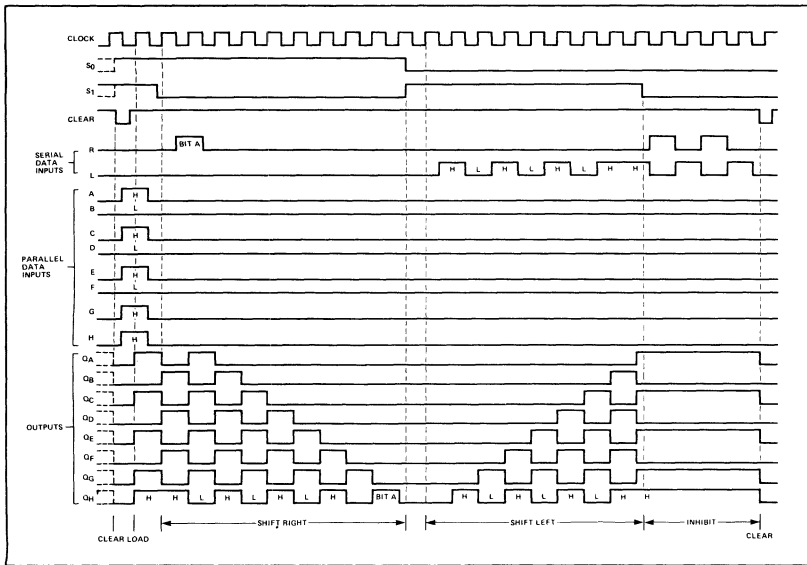 CLOCK
S0
S1
CLEAR
SERIAL DATA INPUTS
R
BIT A
L
H L H L H L H H
PARALLEL DATA INPUTS
A
H
B
L
C
H
D
L
E
H
F
L
G
H
H
H
OUTPUTS
QA
QB
QC
QD
QE
QF
QG
QH
H H L H L H L H BIT A H L H L H L H H
SHIFT RIGHT
SHIFT LEFT
INHIBIT
CLEAR LOAD
CLEAR